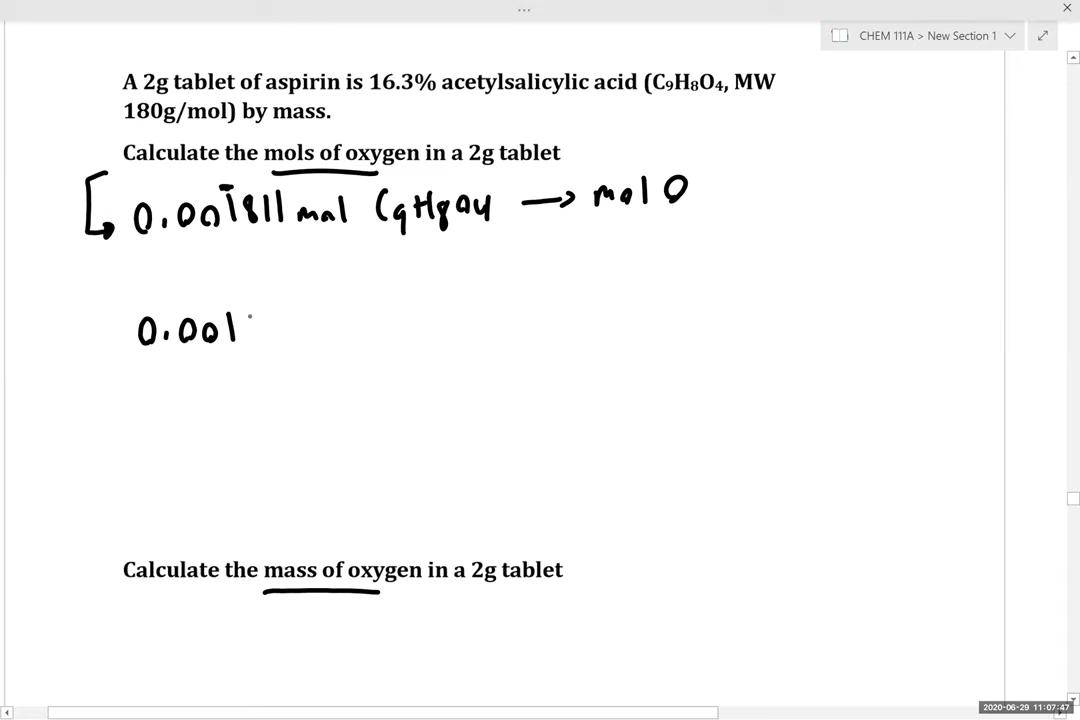 ...
CHEM 111A > New Section 1
A 2g tablet of aspirin is 16.3% acetylsalicylic acid (C₉H₈O₄, MW
180g/mol) by mass.
Calculate the mols of oxygen in a 2g tablet
0.001811 mol C9H8O4 → mol O
0.001
Calculate the mass of oxygen in a 2g tablet
2020-06-29 11:07:47